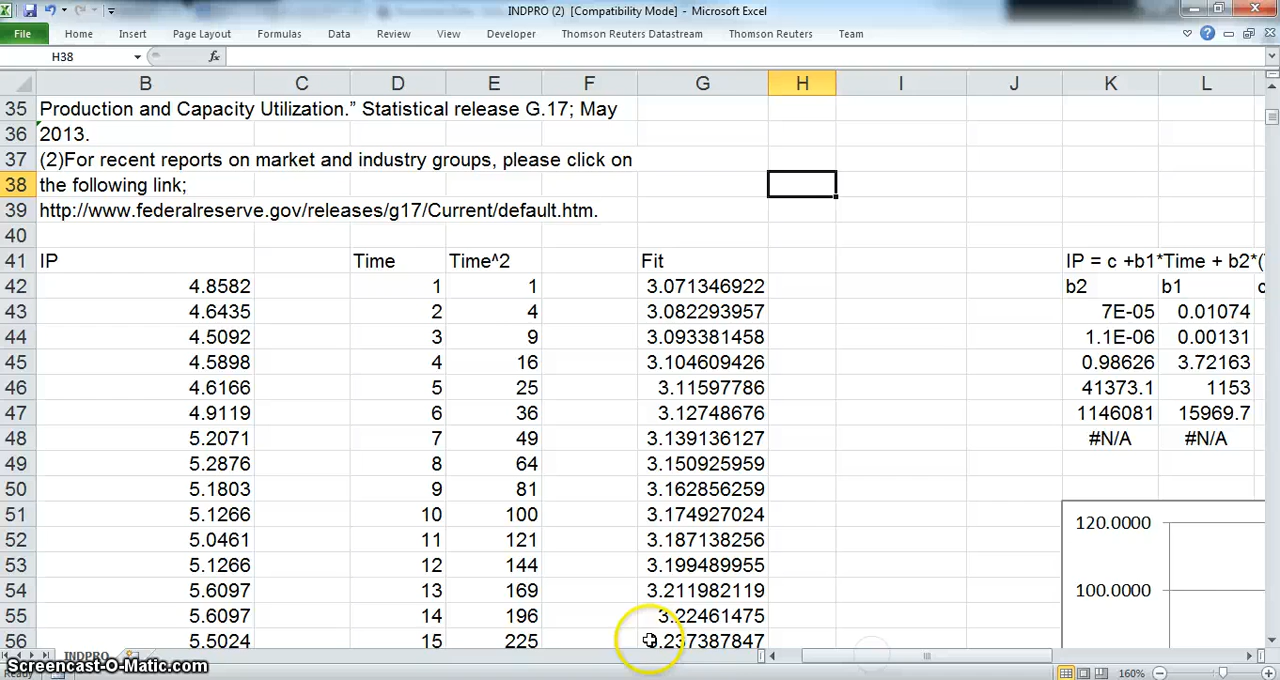 INDPRO (2) [Compatibility Mode] - Microsoft Excel
File Home Insert Page Layout Formulas Data Review View Developer Thomson Reuters Datastream Thomson Reuters Team
H38 fx
B C D E F G H I J K L
35 Production and Capacity Utilization.” Statistical release G.17; May
36 2013.
37 (2)For recent reports on market and industry groups, please click on
38 the following link;
39 http://www.federalreserve.gov/releases/g17/Current/default.htm.
40
41 IP Time Time^2 Fit IP = c +b1*Time + b2*(
42 4.8582 1 1 3.071346922 b2 b1 c
43 4.6435 2 4 3.082293957 7E-05 0.01074
44 4.5092 3 9 3.093381458 1.1E-06 0.00131
45 4.5898 4 16 3.104609426 0.98626 3.72163
46 4.6166 5 25 3.11597786 41373.1 1153
47 4.9119 6 36 3.12748676 1146081 15969.7
48 5.2071 7 49 3.139136127 #N/A #N/A
49 5.2876 8 64 3.150925959
50 5.1803 9 81 3.162856259
51 5.1266 10 100 3.174927024 120.0000
52 5.0461 11 121 3.187138256
53 5.1266 12 144 3.199489955
54 5.6097 13 169 3.211982119 100.0000
55 5.6097 14 196 3.22461475
56 5.5024 15 225 3.237387847
INDPRO
Screencast-O-Matic.com
Ready 160%